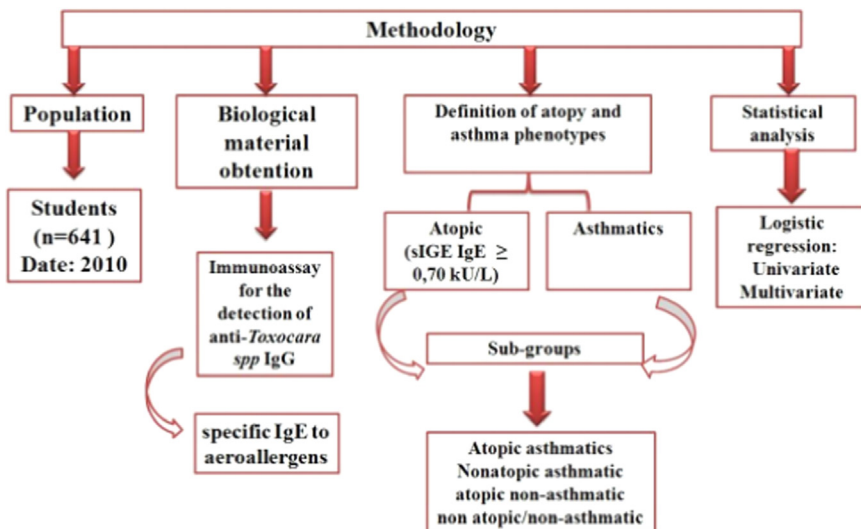 Methodology
Population
Students
(n=641 )
Date: 2010
Biological
material
obtention
Immunoassay
for the
detection of
anti-Toxocara
spp IgG
specific IgE to
aeroallergens
Definition of atopy and
asthma phenotypes
Atopic
(sIGE IgE ≥
0,70 kU/L)
Asthmatics
Sub-groups
Atopic asthmatics
Nonatopic asthmatic
atopic non-asthmatic
non atopic/non-asthmatic
Statistical
analysis
Logistic
regression:
Univariate
Multivariate